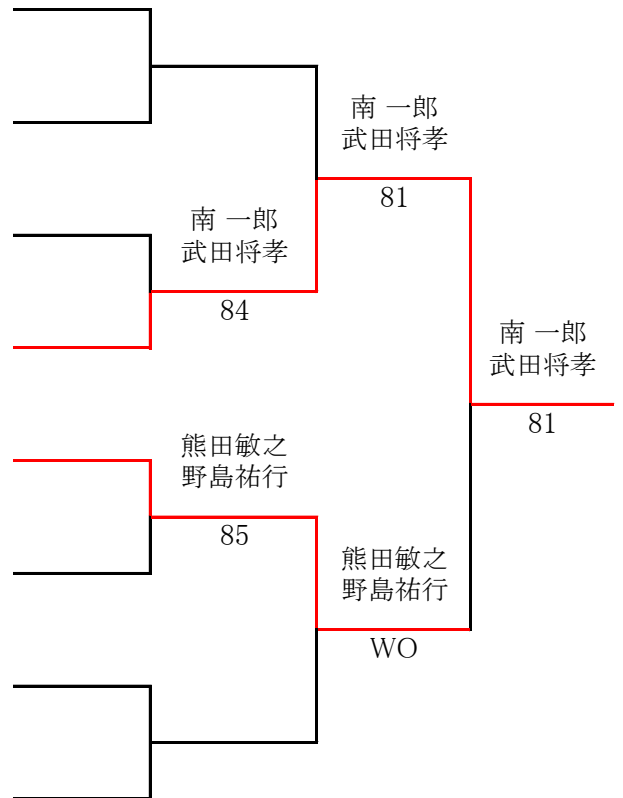 南 一郎
武田将孝
81
南 一郎
武田将孝
84
南 一郎
武田将孝
81
熊田敏之
野島祐行
85
熊田敏之
野島祐行
WO